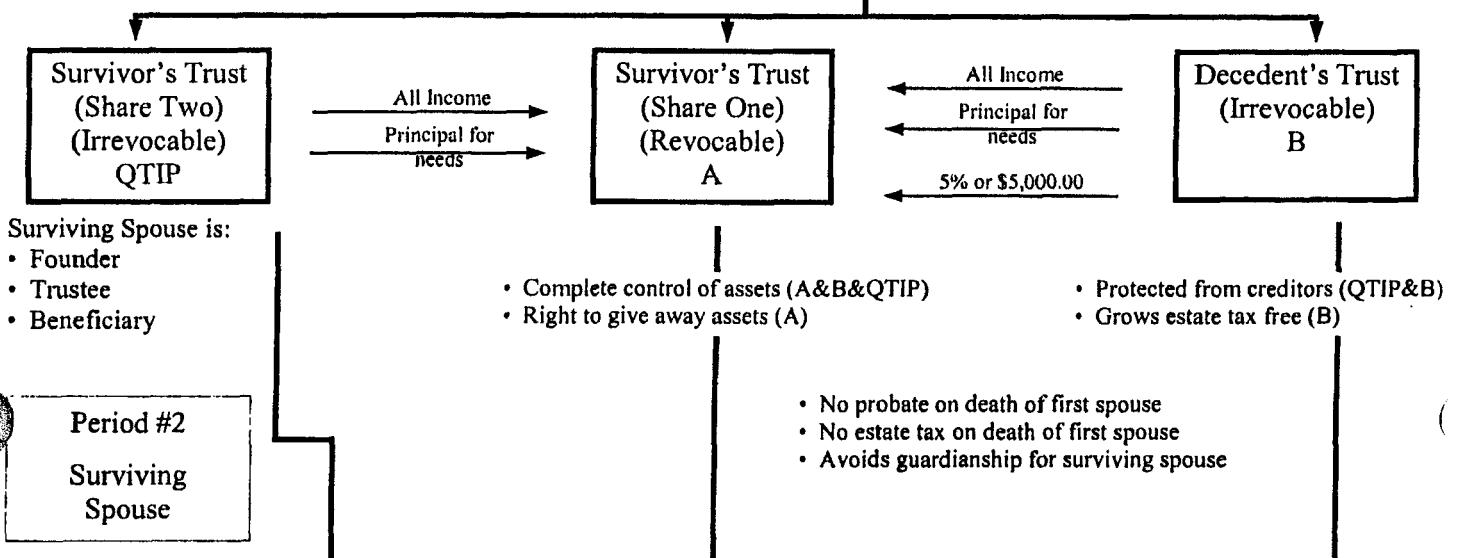 Survivor's Trust
(Share Two)
(Irrevocable)
QTIP
All Income
Principal for
needs
Survivor's Trust
(Share One)
(Revocable)
A
All Income
Principal for
needs
5% or $5,000.00
Decedent's Trust
(Irrevocable)
B
Surviving Spouse is:
• Founder
• Trustee
• Beneficiary
• Complete control of assets (A&B&QTIP)
• Right to give away assets (A)
• Protected from creditors (QTIP&B)
• Grows estate tax free (B)
Period #2
Surviving
Spouse
• No probate on death of first spouse
• No estate tax on death of first spouse
• Avoids guardianship for surviving spouse